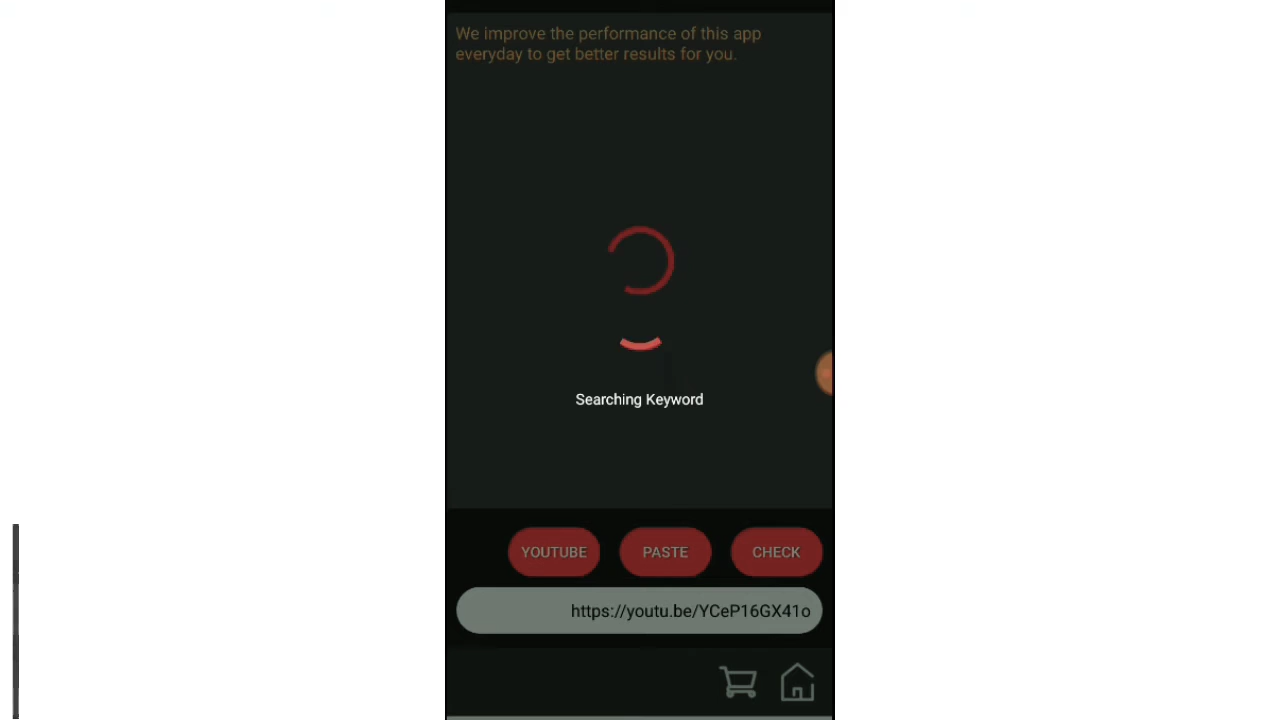 We improve the performance of this app
everyday to get better results for you.
Searching Keyword
YOUTUBE PASTE CHECK
https://youtu.be/YCeP16GX41o